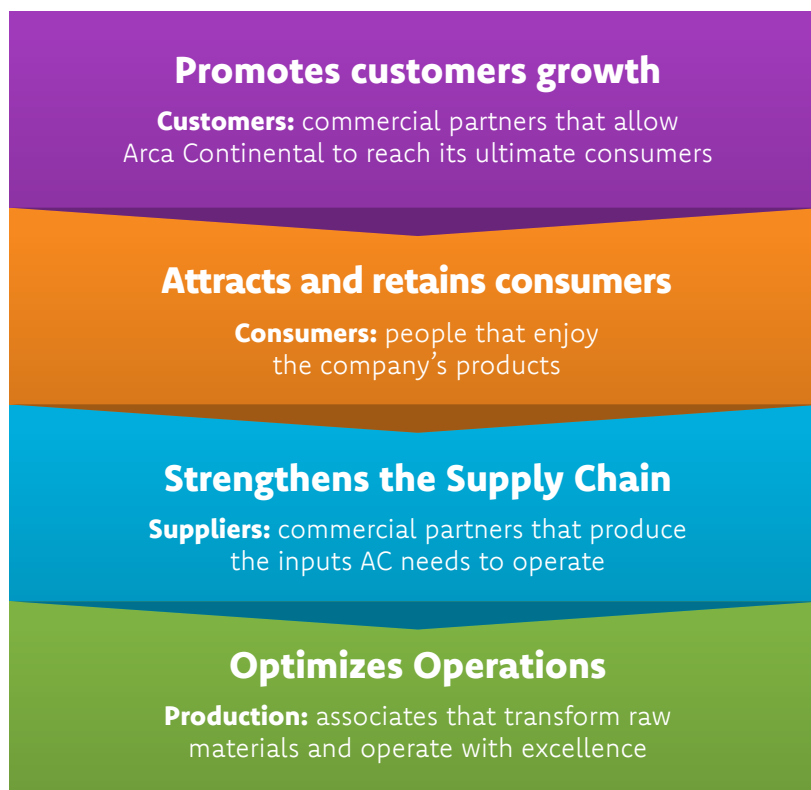 Promotes customers growth
Customers: commercial partners that allow
Arca Continental to reach its ultimate consumers
Attracts and retains consumers
Consumers: people that enjoy
the company’s products
Strengthens the Supply Chain
Suppliers: commercial partners that produce
the inputs AC needs to operate
Optimizes Operations
Production: associates that transform raw
materials and operate with excellence